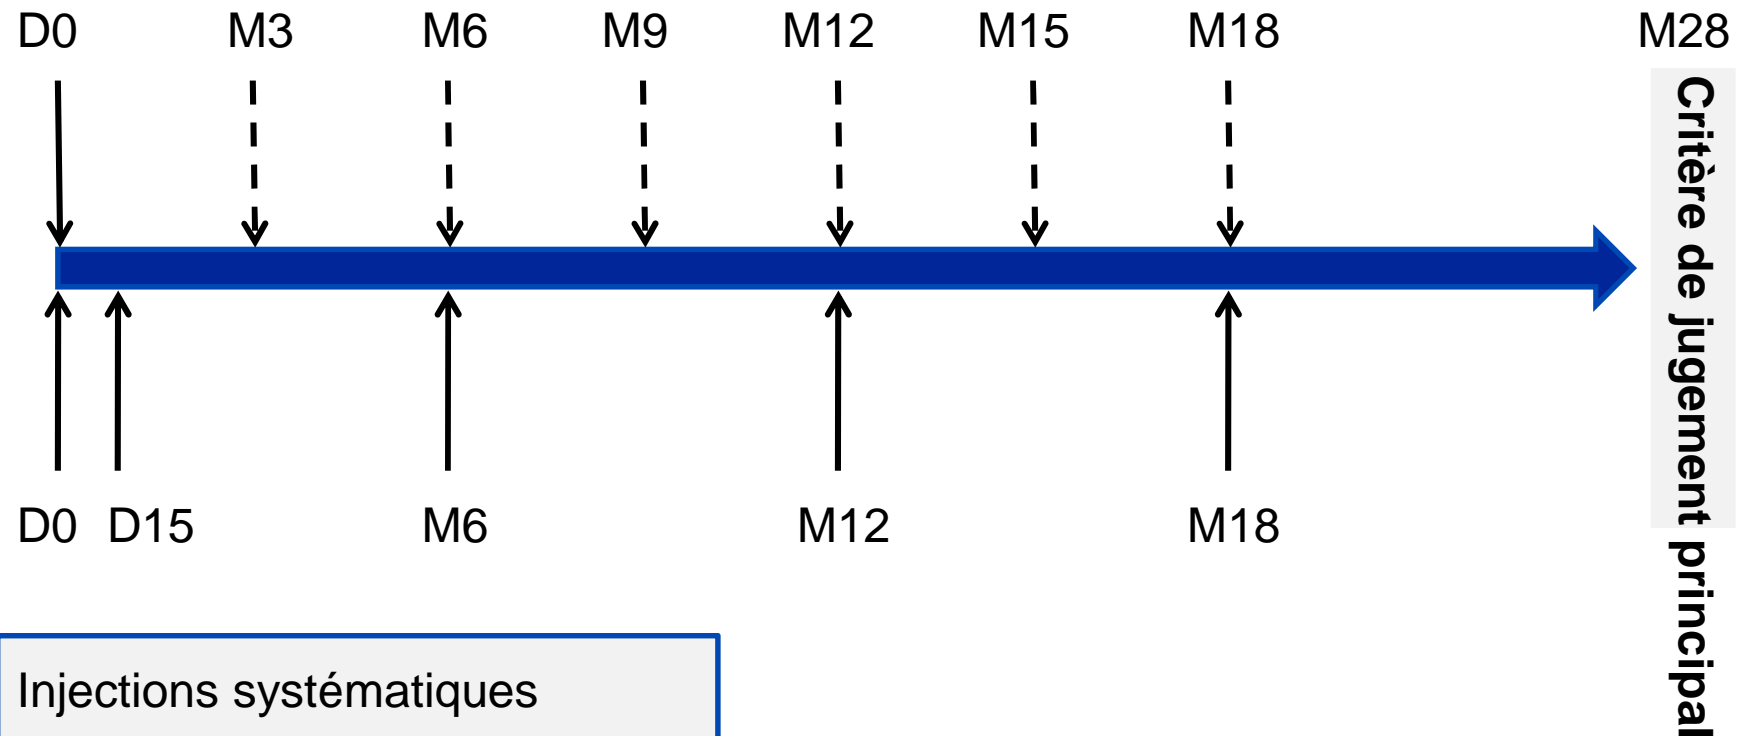 D0 M3 M6 M9 M12 M15 M18 M28
Critère de jugement principal
D0 D15 M6 M12 M18
Injections systématiques